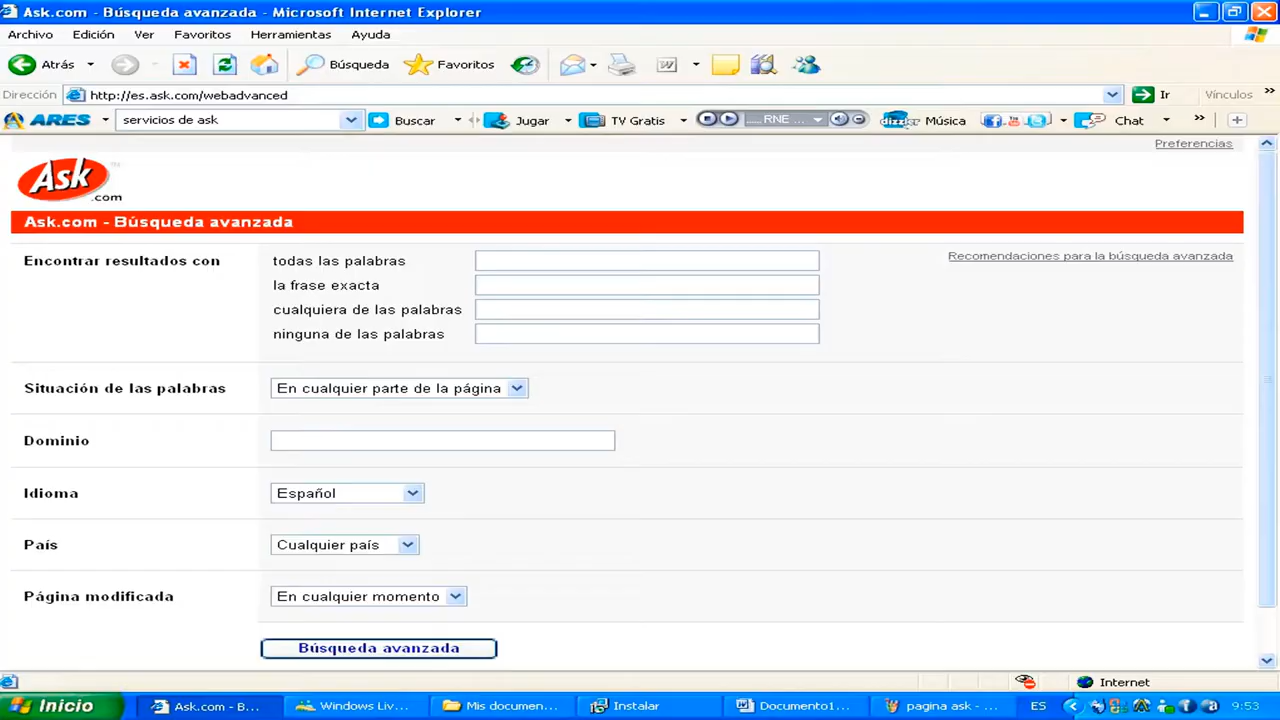 Ask.com - Búsqueda avanzada - Microsoft Internet Explorer
Archivo Edición Ver Favoritos Herramientas Ayuda
Atrás Búsqueda Favoritos
Dirección http://es.ask.com/webadvanced Ir Vínculos
ARES servicios de ask Buscar Jugar TV Gratis RNE ... Música Chat
Preferencias
Ask.com
Ask.com - Búsqueda avanzada
Encontrar resultados con todas las palabras Recomendaciones para la búsqueda avanzada
la frase exacta
cualquiera de las palabras
ninguna de las palabras
Situación de las palabras En cualquier parte de la página
Dominio
Idioma Español
País Cualquier país
Página modificada En cualquier momento
Búsqueda avanzada
Internet
Inicio Ask.com - B... Windows Liv... Mis documen... Instalar Documento1... pagina ask - ... ES 9:53